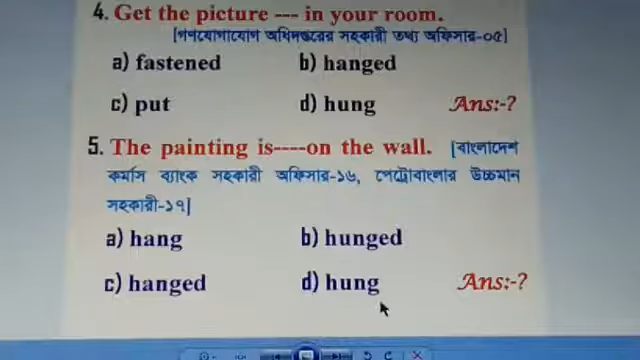 4. Get the picture --- in your room.
[গণযোগাযোগ অধিদপ্তরের সহকারী তথ্য অফিসার-০৫]
a) fastened b) hanged
c) put d) hung Ans:-?
5. The painting is----on the wall. [বাংলাদেশ
কমার্স ব্যাংক সহকারী অফিসার-১৬, পেট্রোবাংলার উচ্চমান
সহকারী-১৭]
a) hang b) hunged
c) hanged d) hung Ans:-?